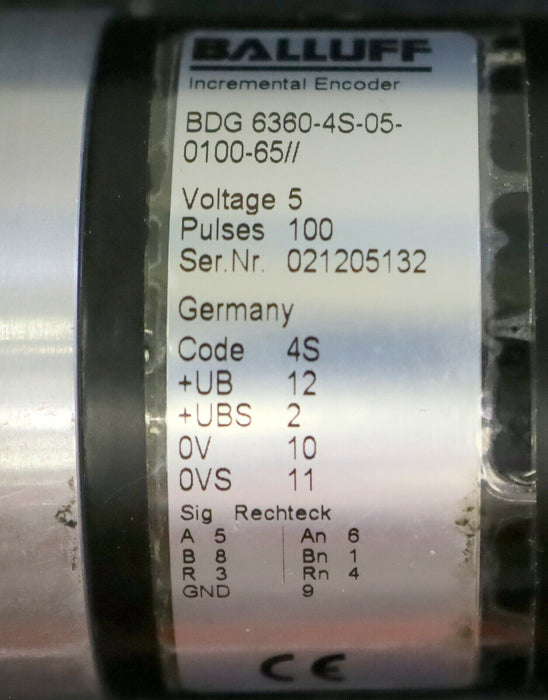 BALLUFF
Incremental Encoder
BDG 6360-4S-05-
0100-65//
Voltage 5
Pulses 100
Ser.Nr. 021205132
Germany
Code 4S
+UB 12
+UBS 2
0V 10
0VS 11
Sig Rechteck
A 5 An 6
B 8 Bn 1
R 3 Rn 4
GND 9
CE